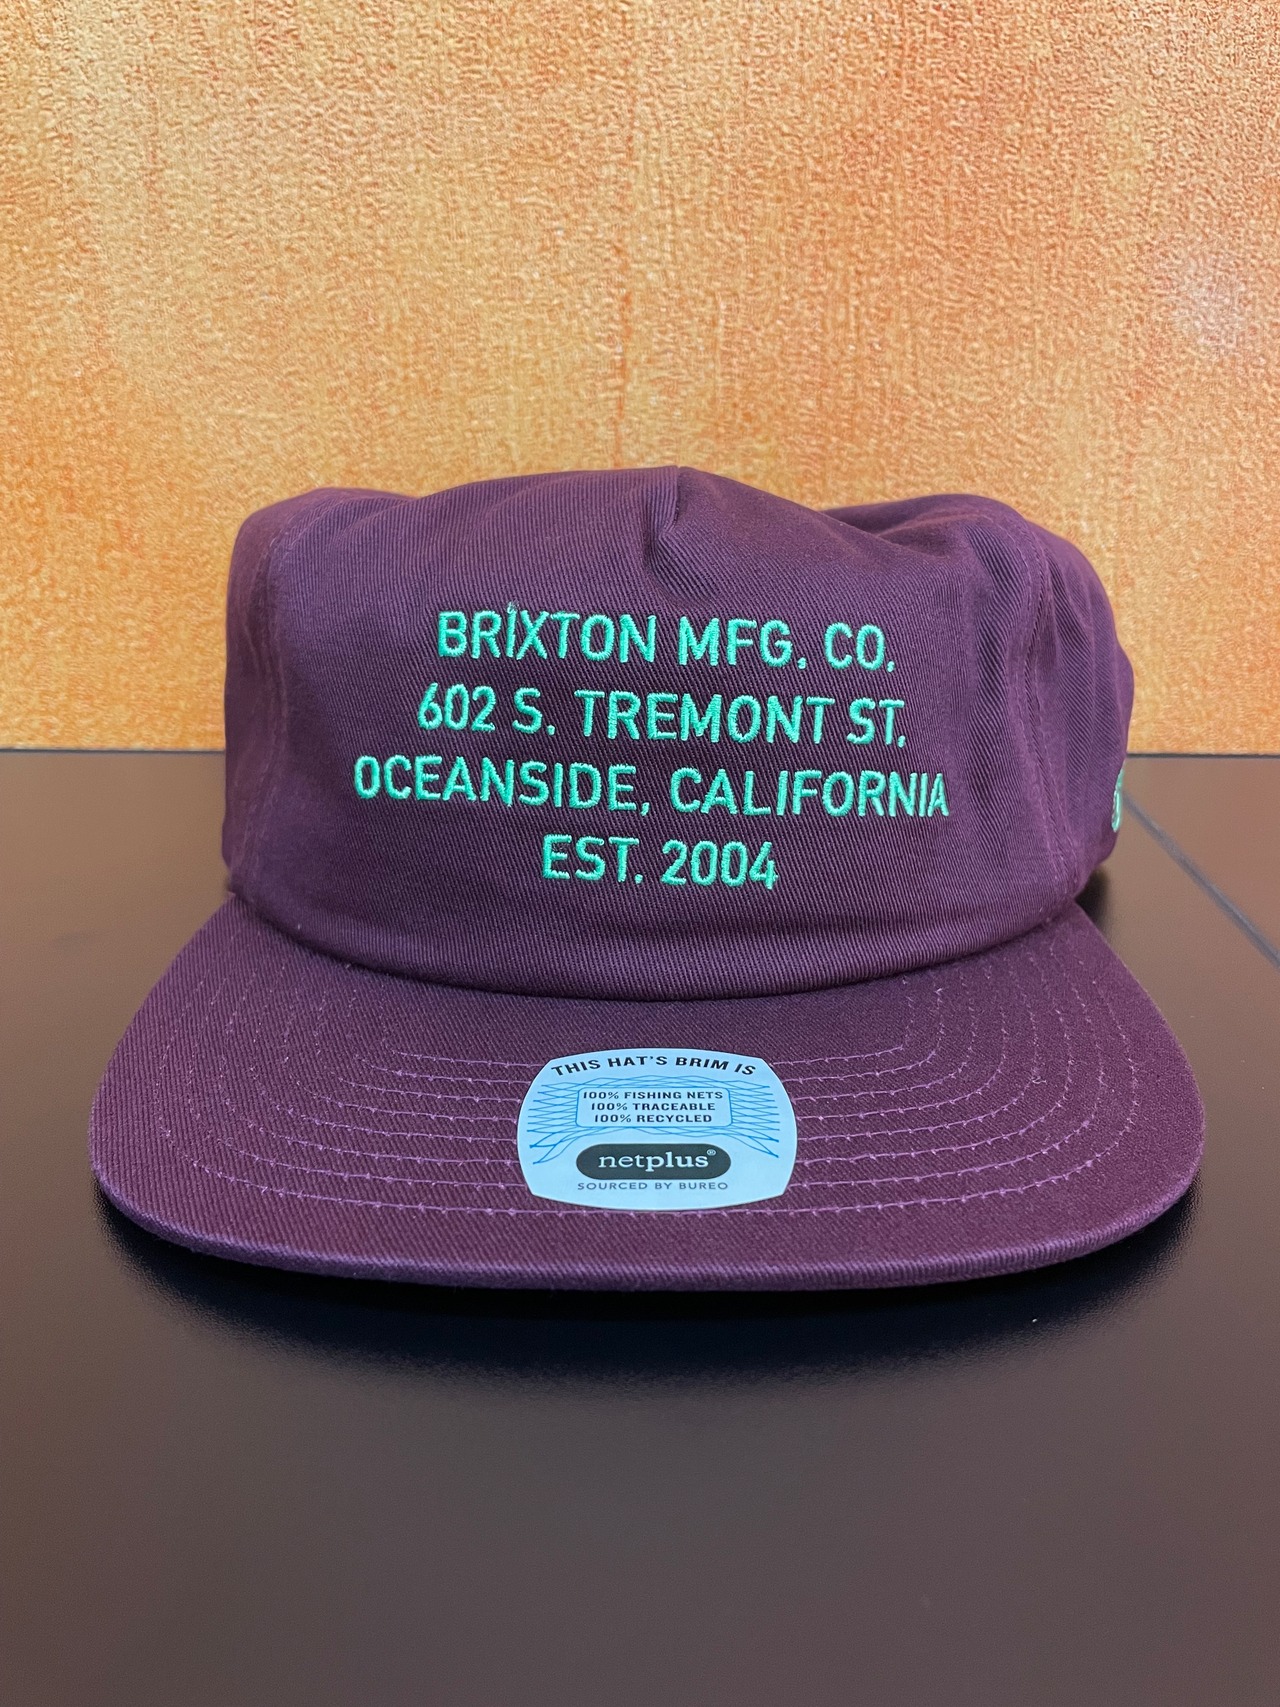 BRIXTON MFG. CO.
602 S. TREMONT ST.
OCEANSIDE, CALIFORNIA
EST. 2004
THIS HAT'S BRIM IS
100% FISHING NETS
100% TRACEABLE
100% RECYCLED
netplus®
SOURCED BY BUREO